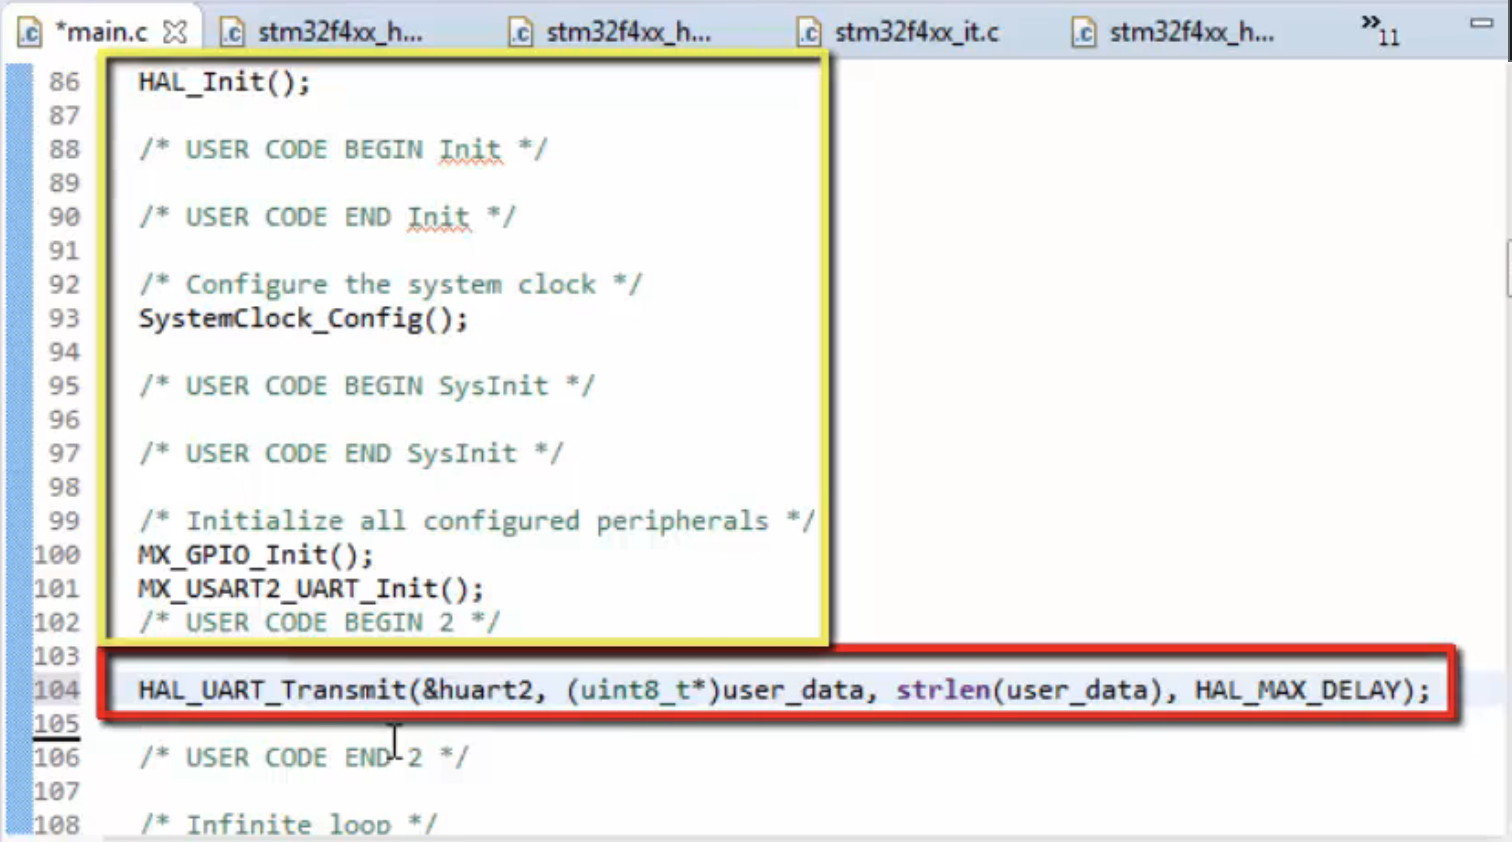 *main.c stm32f4xx_h... stm32f4xx_h... stm32f4xx_it.c stm32f4xx_h... »11
86 HAL_Init();
87
88 /* USER CODE BEGIN Init */
89
90 /* USER CODE END Init */
91
92 /* Configure the system clock */
93 SystemClock_Config();
94
95 /* USER CODE BEGIN SysInit */
96
97 /* USER CODE END SysInit */
98
99 /* Initialize all configured peripherals */
100 MX_GPIO_Init();
101 MX_USART2_UART_Init();
102 /* USER CODE BEGIN 2 */
103
104 HAL_UART_Transmit(&huart2, (uint8_t*)user_data, strlen(user_data), HAL_MAX_DELAY);
105
106 /* USER CODE END 2 */
107
108 /* Infinite loop */